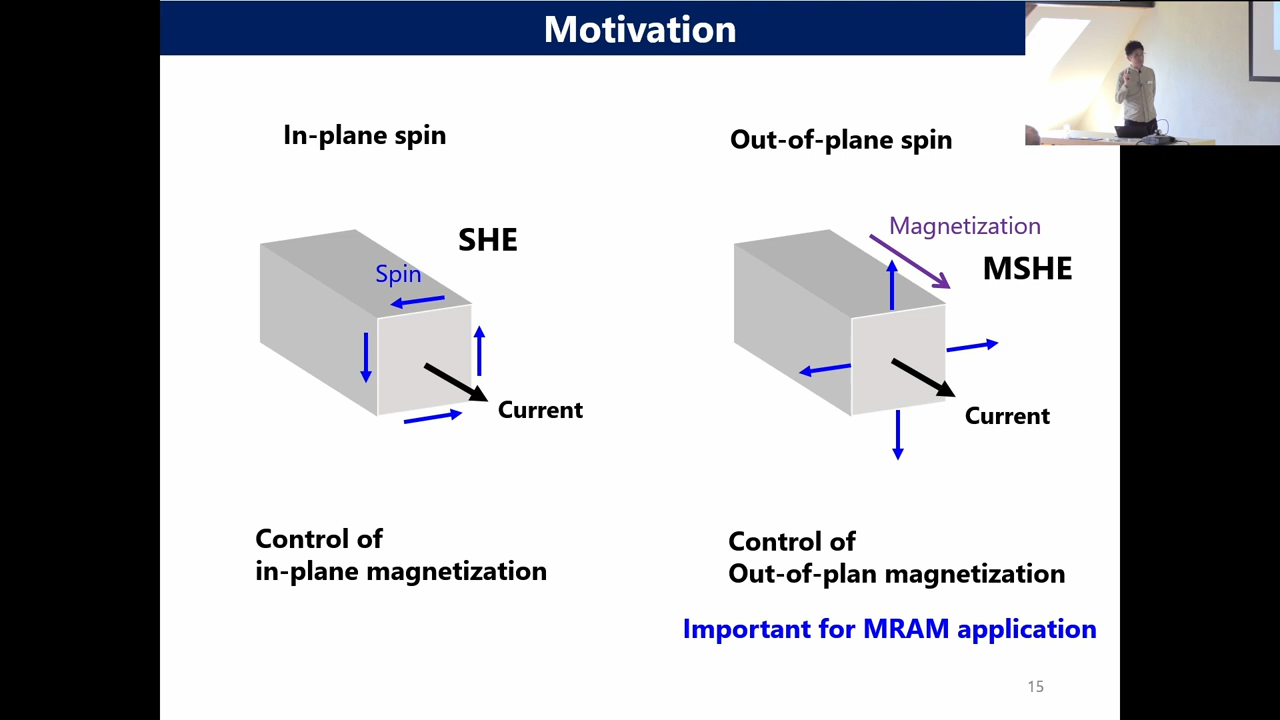 Motivation
In-plane spin
SHE
Spin
Current
Control of
in-plane magnetization
Out-of-plane spin
Magnetization
MSHE
Current
Control of
Out-of-plan magnetization
Important for MRAM application
15